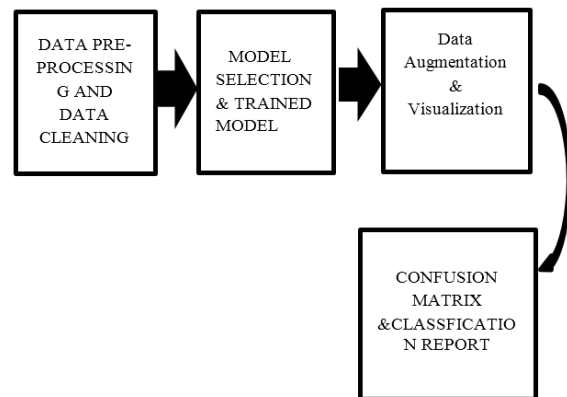 DATA PRE-
PROCESSIN
G AND
DATA
CLEANING
MODEL
SELECTION
& TRAINED
MODEL
Data
Augmentation
&
Visualization
CONFUSION
MATRIX
&CLASSFICATIO
N REPORT